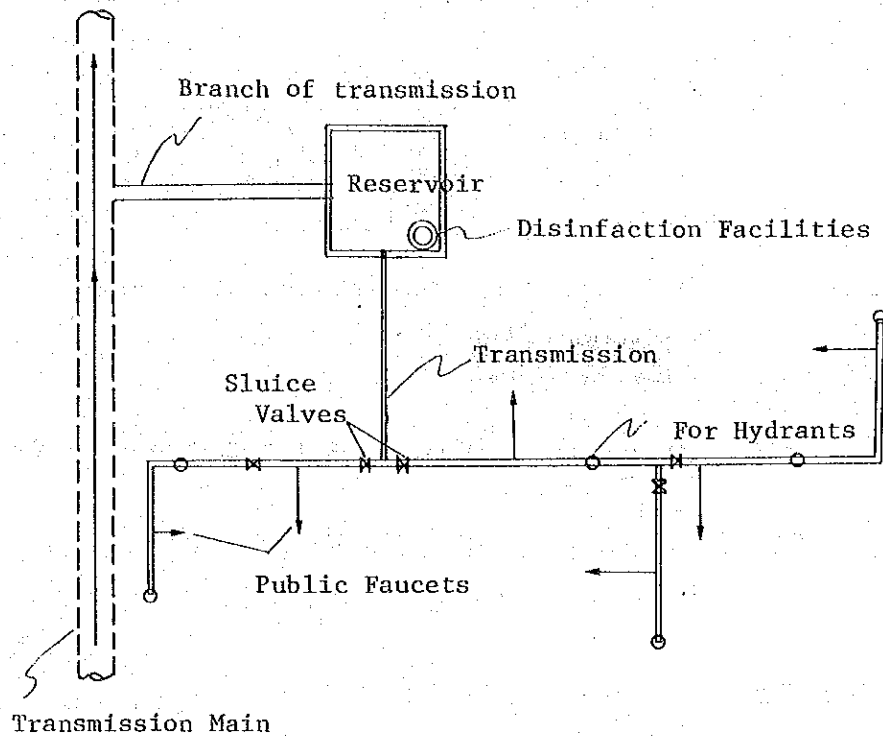 Branch of transmission
Reservoir
Disinfaction Facilities
Transmission
Sluice
Valves
For Hydrants
Public Faucets
Transmission Main